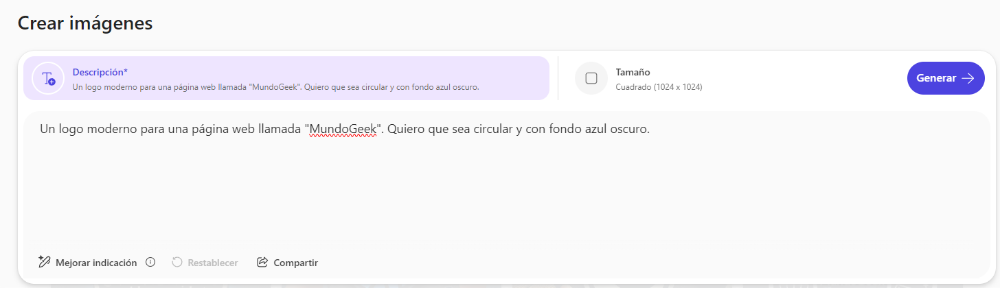 Crear imágenes
Descripción*
Un logo moderno para una página web llamada "MundoGeek". Quiero que sea circular y con fondo azul oscuro.
Tamaño
Cuadrado (1024 x 1024)
Generar
Un logo moderno para una página web llamada "MundoGeek". Quiero que sea circular y con fondo azul oscuro.
Mejorar indicación
Restablecer
Compartir